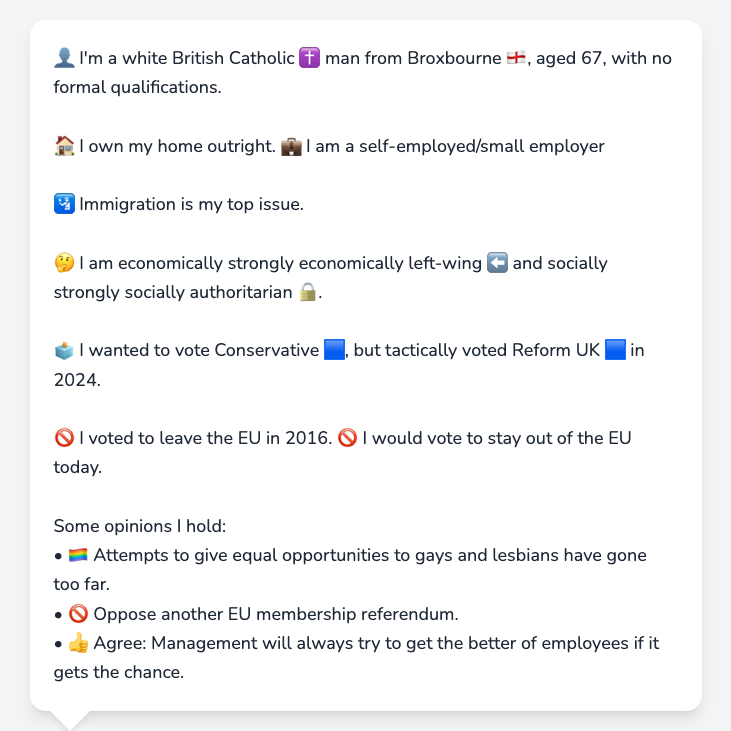 👤 I'm a white British Catholic ✝️ man from Broxbourne 🏴󠁧󠁢󠁥󠁮󠁧󠁿, aged 67, with no
formal qualifications.
🏠 I own my home outright. 💼 I am a self-employed/small employer
🛂 Immigration is my top issue.
🤔 I am economically strongly economically left-wing ⬅️ and socially
strongly socially authoritarian 🔒.
🗳️ I wanted to vote Conservative 🟦, but tactically voted Reform UK 🟦 in
2024.
🚫 I voted to leave the EU in 2016. 🚫 I would vote to stay out of the EU
today.
Some opinions I hold:
• 🏳️‍🌈 Attempts to give equal opportunities to gays and lesbians have gone
too far.
• 🚫 Oppose another EU membership referendum.
• 👍 Agree: Management will always try to get the better of employees if it
gets the chance.